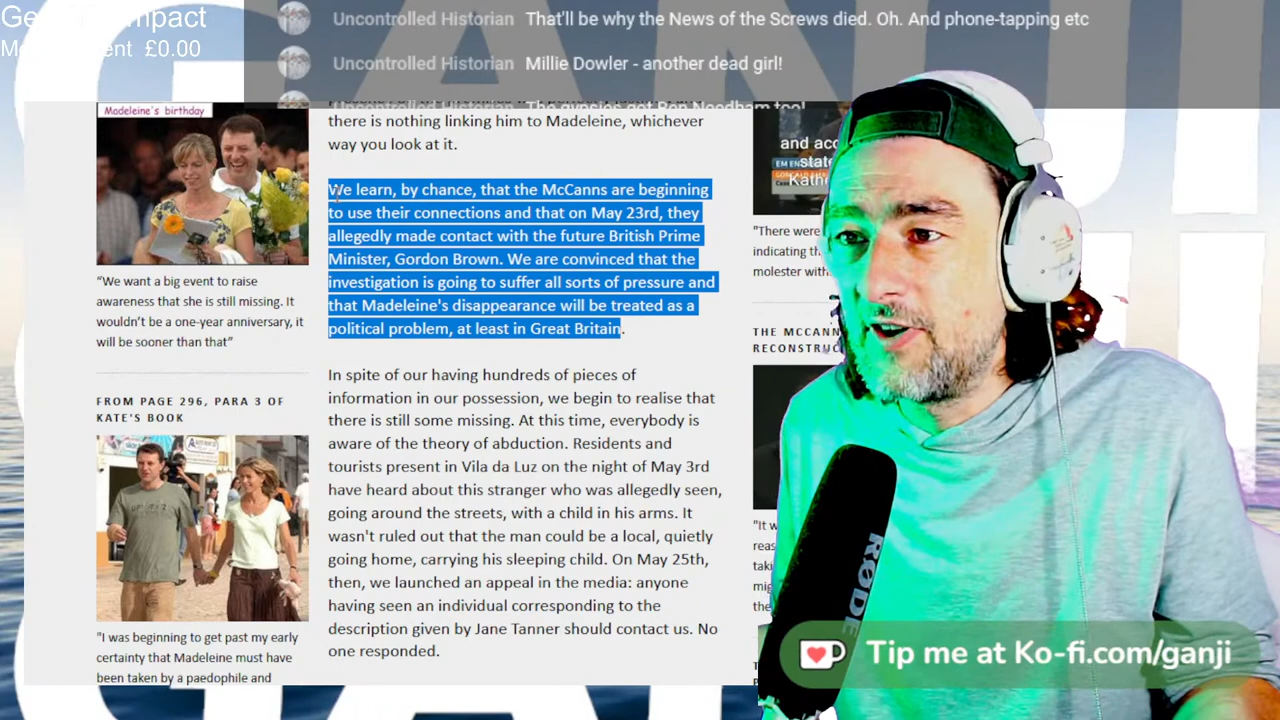 Uncontrolled Historian That'll be why the News of the Screws died. Oh. And phone-tapping etc
£0.00
Uncontrolled Historian Millie Dowler - another dead girl!
Uncontrolled Historian The gypsies got Ben Needham too!
Madeleine's birthday
“We want a big event to raise
awareness that she is still missing. It
wouldn’t be a one-year anniversary, it
will be sooner than that”
FROM PAGE 296, PARA 3 OF
KATE'S BOOK
"I was beginning to get past my early
certainty that Madeleine must have
been taken by a paedophile and
there is nothing linking him to Madeleine, whichever
way you look at it.
We learn, by chance, that the McCanns are beginning
to use their connections and that on May 23rd, they
allegedly made contact with the future British Prime
Minister, Gordon Brown. We are convinced that the
investigation is going to suffer all sorts of pressure and
that Madeleine's disappearance will be treated as a
political problem, at least in Great Britain.
In spite of our having hundreds of pieces of
information in our possession, we begin to realise that
there is still some missing. At this time, everybody is
aware of the theory of abduction. Residents and
tourists present in Vila da Luz on the night of May 3rd
have heard about this stranger who was allegedly seen,
going around the streets, with a child in his arms. It
wasn't ruled out that the man could be a local, quietly
going home, carrying his sleeping child. On May 25th,
then, we launched an appeal in the media: anyone
having seen an individual corresponding to the
description given by Jane Tanner should contact us. No
one responded.
"There were
indicating
molester
THE MCCANN
"It
RØDE
Tip me at Ko-fi.com/ganji